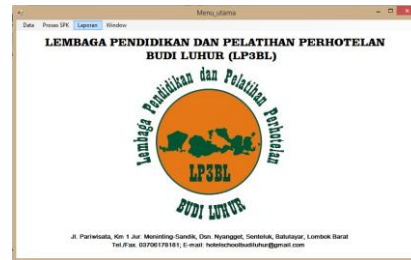 Menu_utama
Data Proses SPK Laporan Window
LEMBAGA PENDIDIKAN DAN PELATIHAN PERHOTELAN
BUDI LUHUR (LP3BL)
Lembaga Pendidikan dan Pelatihan Perhotelan
LP3BL
BUDI LUHUR
Jl. Pariwisata, Km 1 Jur. Meninting-Sandik, Dsn. Nyangget, Senteluk, Batulayar, Lombok Barat
Tel./Fax. 03706178181; E-mail: hotelschoolbudiluhur@gmail.com